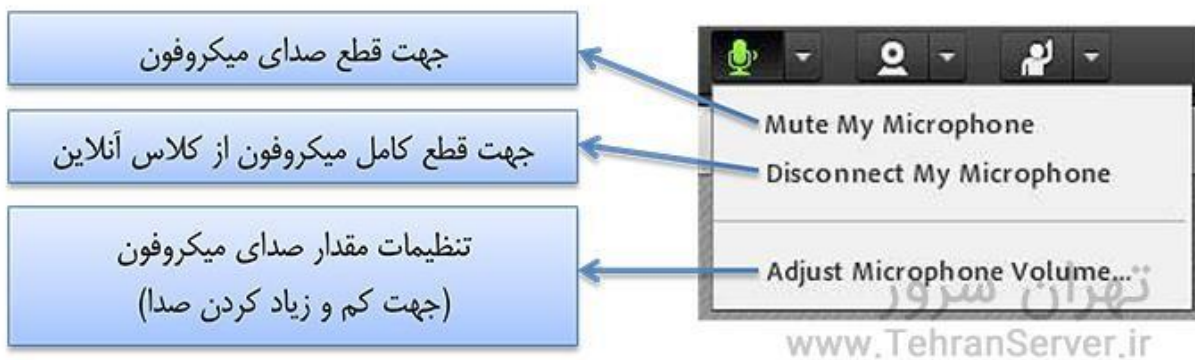 جهت قطع صدای میکروفون
جهت قطع کامل میکروفون از کلاس آنلاین
تنظیمات مقدار صدای میکروفون
(جهت کم و زیاد کردن صدا)
Mute My Microphone
Disconnect My Microphone
Adjust Microphone Volume...
تهران سرور
www.TehranServer.ir